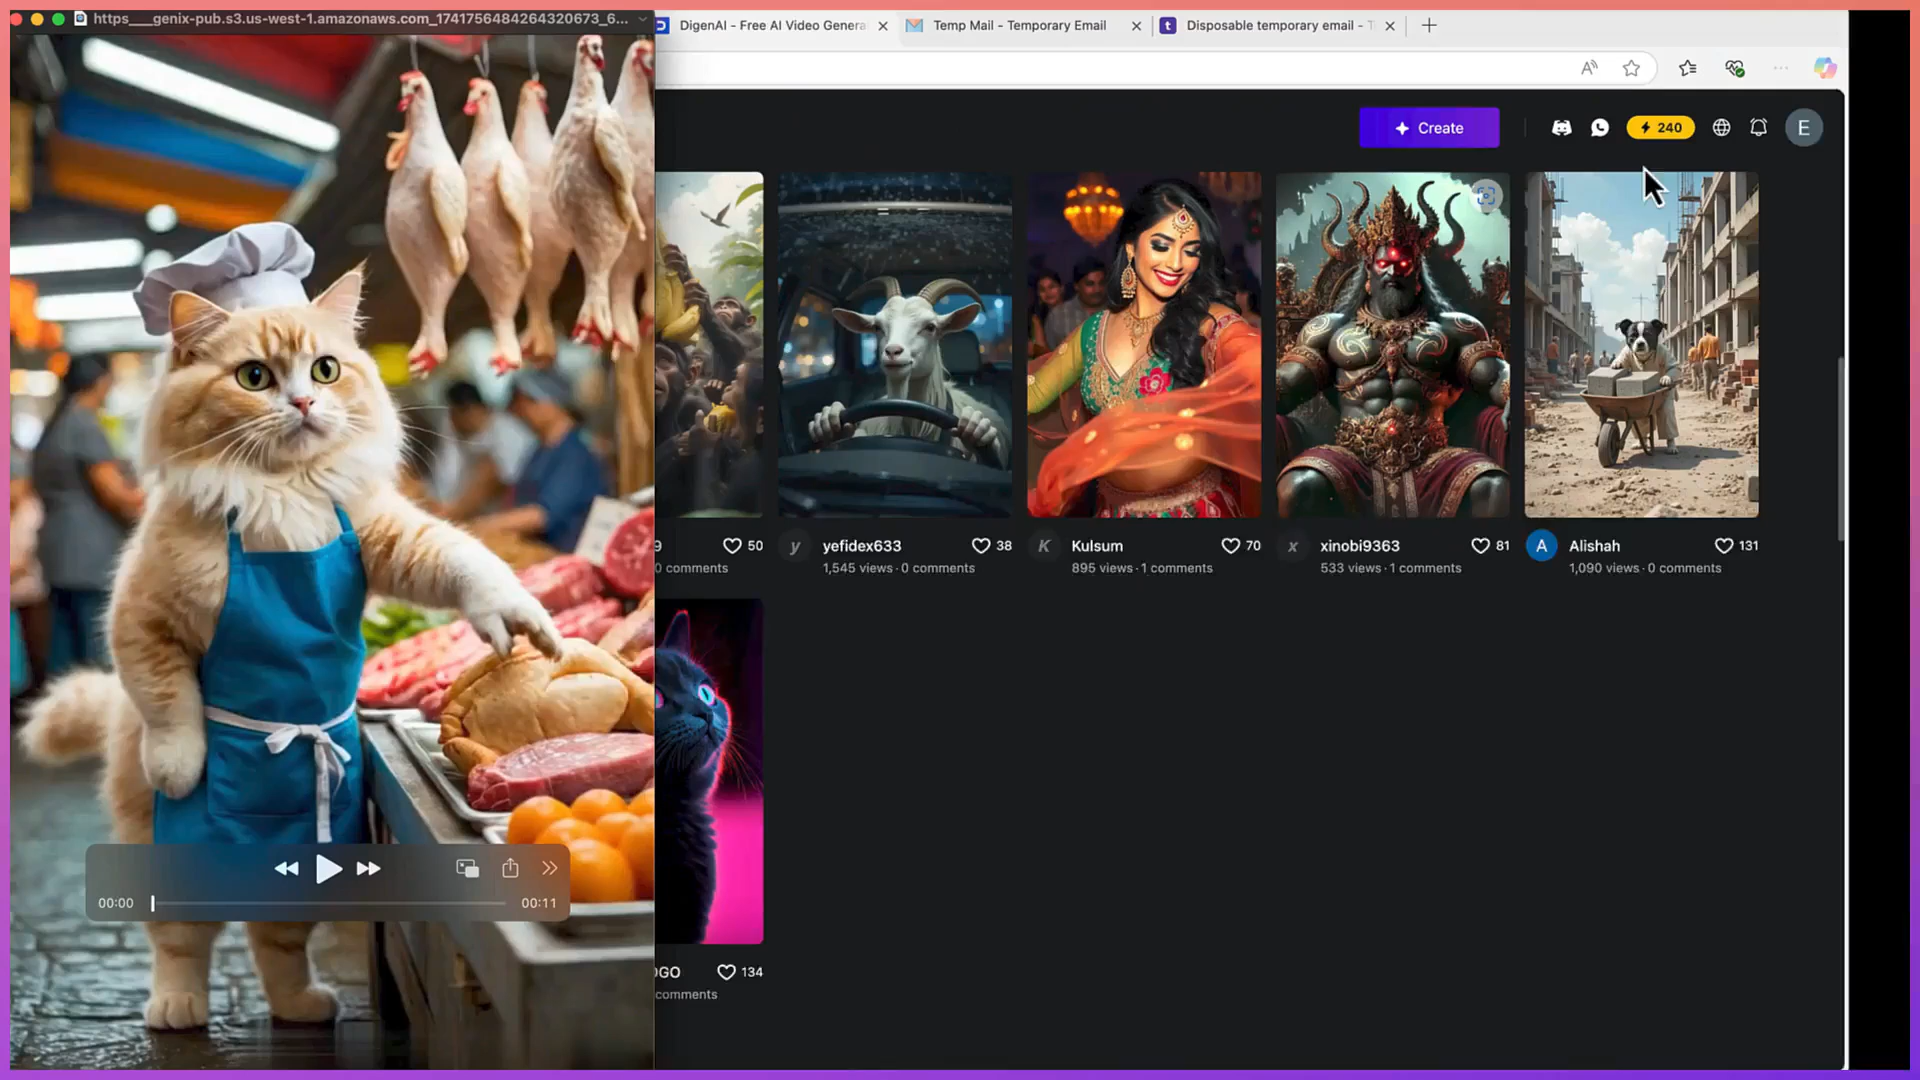 https___genix-pub.s3.us-west-1.amazonaws.com_1741756484264320673_6...
DigenAI - Free AI Video Genera
Temp Mail - Temporary Email
Disposable temporary email - T
Create
240
E
9
50
0 comments
y
yefidex633
38
1,545 views · 0 comments
K
Kulsum
70
895 views · 1 comments
x
xinobi9363
81
533 views · 1 comments
A
Alishah
131
1,090 views · 0 comments
00:00
00:11
OGO
134
comments